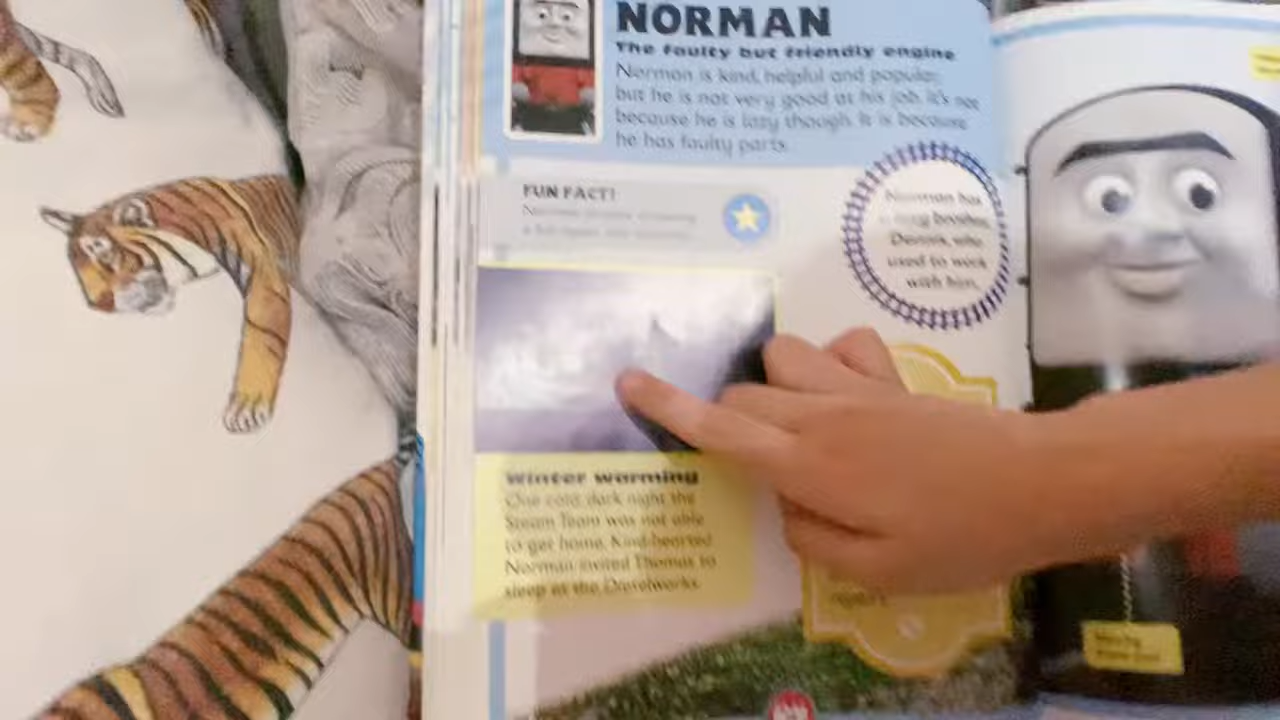 NORMAN
The faulty but friendly engine
Norman is kind, helpful and popular,
but he is not very good at his job. It's not
because he is lazy though. It is because
he has faulty parts.
FUN FACT!
Norman has
brother,
Derek, who
used to work
with him.
Winter warming
One cold, dark night the
Steam Team was not able
to get home. Kind-hearted
Norman invited Thomas to
sleep at the Dieselworks.